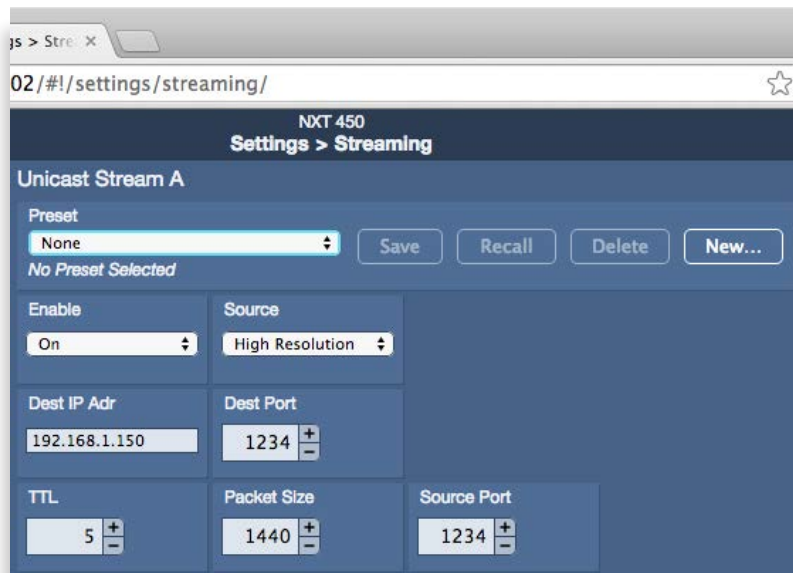 gs > Stre ×
02/#!/settings/streaming/
NXT 450
Settings > Streaming
Unicast Stream A
Preset
None
Save Recall Delete New...
No Preset Selected
Enable Source
On High Resolution
Dest IP Adr Dest Port
192.168.1.150 1234 + −
TTL Packet Size Source Port
5 + − 1440 + − 1234 + −